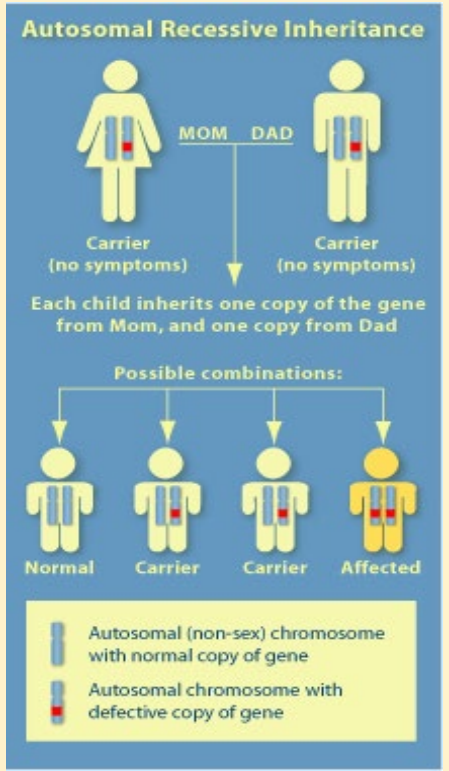 Autosomal Recessive Inheritance
MOM DAD
Carrier
(no symptoms)
Carrier
(no symptoms)
Each child inherits one copy of the gene
from Mom, and one copy from Dad
Possible combinations:
Normal
Carrier
Carrier
Affected
Autosomal (non-sex) chromosome
with normal copy of gene
Autosomal chromosome with
defective copy of gene